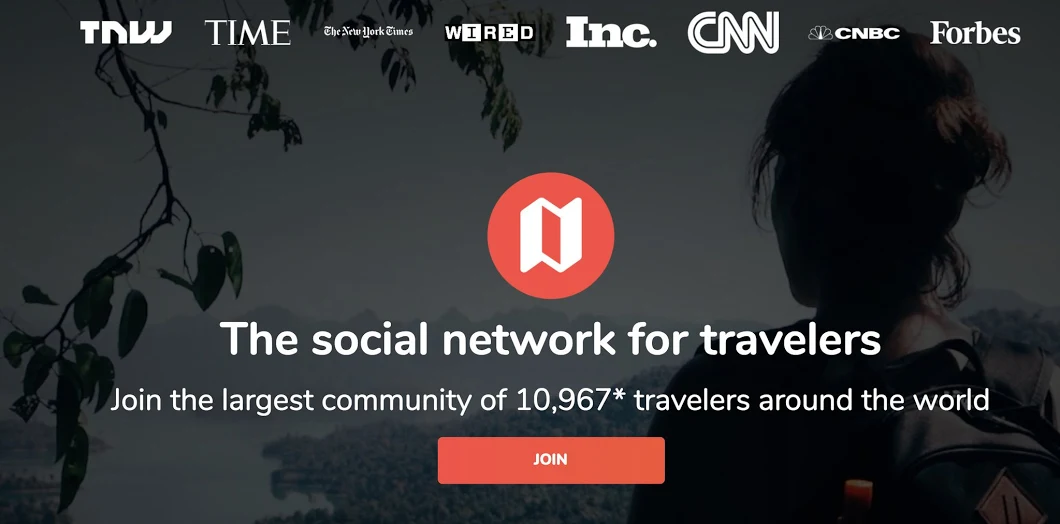 TNW TIME The New York Times WIRED Inc. CNN CNBC Forbes
The social network for travelers
Join the largest community of 10,967* travelers around the world
JOIN